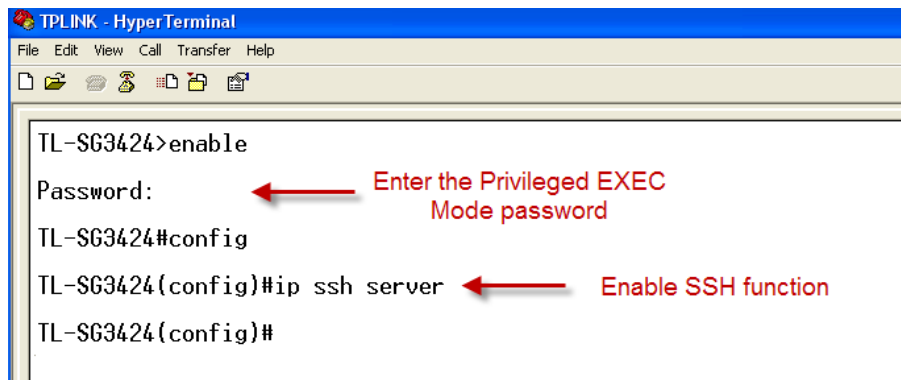 TPLINK - HyperTerminal
File Edit View Call Transfer Help
TL-SG3424>enable
Password:
Enter the Privileged EXEC
Mode password
TL-SG3424#config
TL-SG3424(config)#ip ssh server
Enable SSH function
TL-SG3424(config)#